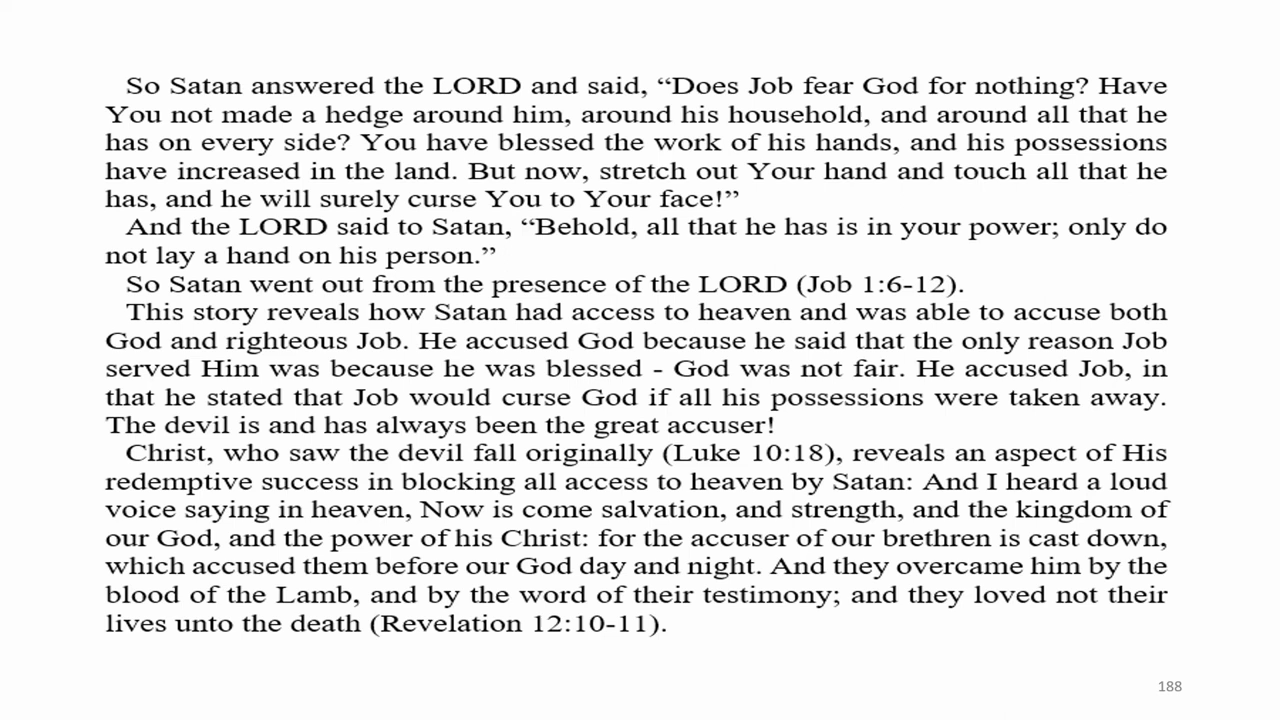 So Satan answered the LORD and said, “Does Job fear God for nothing? Have
You not made a hedge around him, around his household, and around all that he
has on every side? You have blessed the work of his hands, and his possessions
have increased in the land. But now, stretch out Your hand and touch all that he
has, and he will surely curse You to Your face!”
And the LORD said to Satan, “Behold, all that he has is in your power; only do
not lay a hand on his person.”
So Satan went out from the presence of the LORD (Job 1:6-12).
This story reveals how Satan had access to heaven and was able to accuse both
God and righteous Job. He accused God because he said that the only reason Job
served Him was because he was blessed - God was not fair. He accused Job, in
that he stated that Job would curse God if all his possessions were taken away.
The devil is and has always been the great accuser!
Christ, who saw the devil fall originally (Luke 10:18), reveals an aspect of His
redemptive success in blocking all access to heaven by Satan: And I heard a loud
voice saying in heaven, Now is come salvation, and strength, and the kingdom of
our God, and the power of his Christ: for the accuser of our brethren is cast down,
which accused them before our God day and night. And they overcame him by the
blood of the Lamb, and by the word of their testimony; and they loved not their
lives unto the death (Revelation 12:10-11).
188